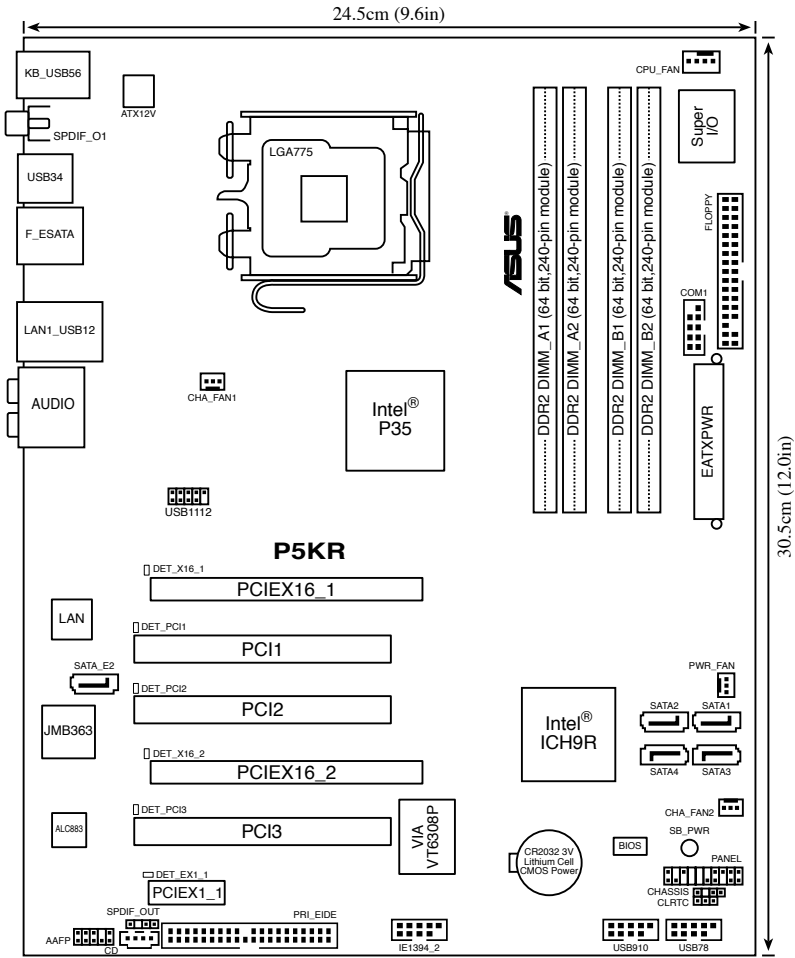 24.5cm (9.6in)
KB_USB56
ATX12V
CPU_FAN
SPDIF_O1
Super
I/O
LGA775
USB34
F_ESATA
ASUS
DDR2 DIMM_A1 (64 bit,240-pin module)
DDR2 DIMM_A2 (64 bit,240-pin module)
DDR2 DIMM_B1 (64 bit,240-pin module)
DDR2 DIMM_B2 (64 bit,240-pin module)
FLOPPY
COM1
LAN1_USB12
AUDIO
CHA_FAN1
Intel®
P35
EATXPWR
30.5cm (12.0in)
USB1112
P5KR
DET_X16_1
PCIEX16_1
LAN
DET_PCI1
PCI1
SATA_E2
PWR_FAN
DET_PCI2
PCI2
JMB363
Intel®
ICH9R
SATA2
SATA1
SATA4
SATA3
DET_X16_2
PCIEX16_2
DET_PCI3
PCI3
ALC883
VIA
VT6308P
CHA_FAN2
SB_PWR
BIOS
CR2032 3V
Lithium Cell
CMOS Power
PANEL
DET_EX1_1
PCIEX1_1
CHASSIS
CLRTC
SPDIF_OUT
PRI_EIDE
AAFP
CD
IE1394_2
USB910
USB78